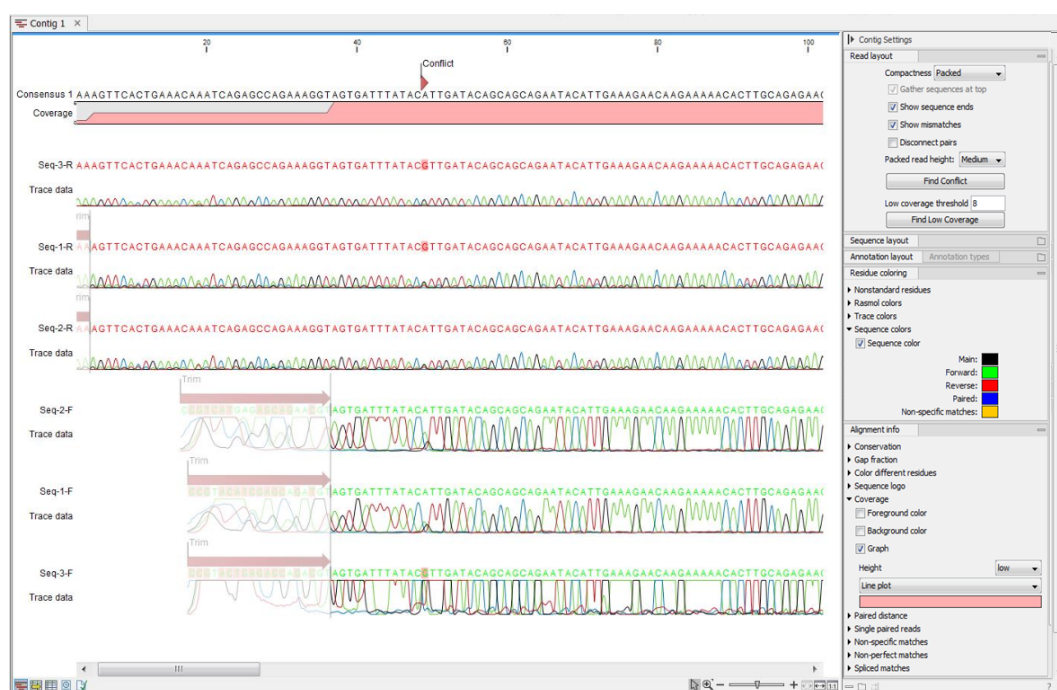 Contig 1
20 40 60 80 100
Conflict
Consensus 1 AAAGTTCACTGAAACAAATCAGAGCCAGAAAGGTAGTGATTTATACATTGATACAGCAGCAGAATACATTGAAAGAACAAGAAAAACACTTGCAGAGAAC
Coverage
Seq-3-R AAAGTTCACTGAAACAAATCAGAGCCAGAAAGGTAGTGATTTATACGTTGATACAGCAGCAGAATACATTGAAAGAACAAGAAAAACACTTGCAGAGAAC
Trace data
Trim
Seq-1-R AAAGTTCACTGAAACAAATCAGAGCCAGAAAGGTAGTGATTTATACGTTGATACAGCAGCAGAATACATTGAAAGAACAAGAAAAACACTTGCAGAGAAC
Trace data
Trim
Seq-2-R AAAGTTCACTGAAACAAATCAGAGCCAGAAAGGTAGTGATTTATACATTGATACAGCAGCAGAATACATTGAAAGAACAAGAAAAACACTTGCAGAGAAC
Trace data
Trim
Seq-2-F AGTGATTTATACATTGATACAGCAGCAGAATACATTGAAAGAACAAGAAAAACACTTGCAGAGAAC
Trace data
Trim
Seq-1-F AGTGATTTATACATTGATACAGCAGCAGAATACATTGAAAGAACAAGAAAAACACTTGCAGAGAAC
Trace data
Trim
Seq-3-F AGTGATTTATACGTTGATACAGCAGCAGAATACATTGAAAGAACAAGAAAAACACTTGCAGAGAAC
Trace data
Contig Settings
Read layout
Compactness Packed
Gather sequences at top
Show sequence ends
Show mismatches
Disconnect pairs
Packed read height: Medium
Find Conflict
Low coverage threshold 8
Find Low Coverage
Sequence layout
Annotation layout Annotation types
Residue coloring
Nonstandard residues
Rasmol colors
Trace colors
Sequence colors
Sequence color
Main:
Forward:
Reverse:
Paired:
Non-specific matches:
Alignment info
Conservation
Gap fraction
Color different residues
Sequence logo
Coverage
Foreground color
Background color
Graph
Height low
Line plot
Paired distance
Single paired reads
Non-specific matches
Non-perfect matches
Spliced matches
1:1
?